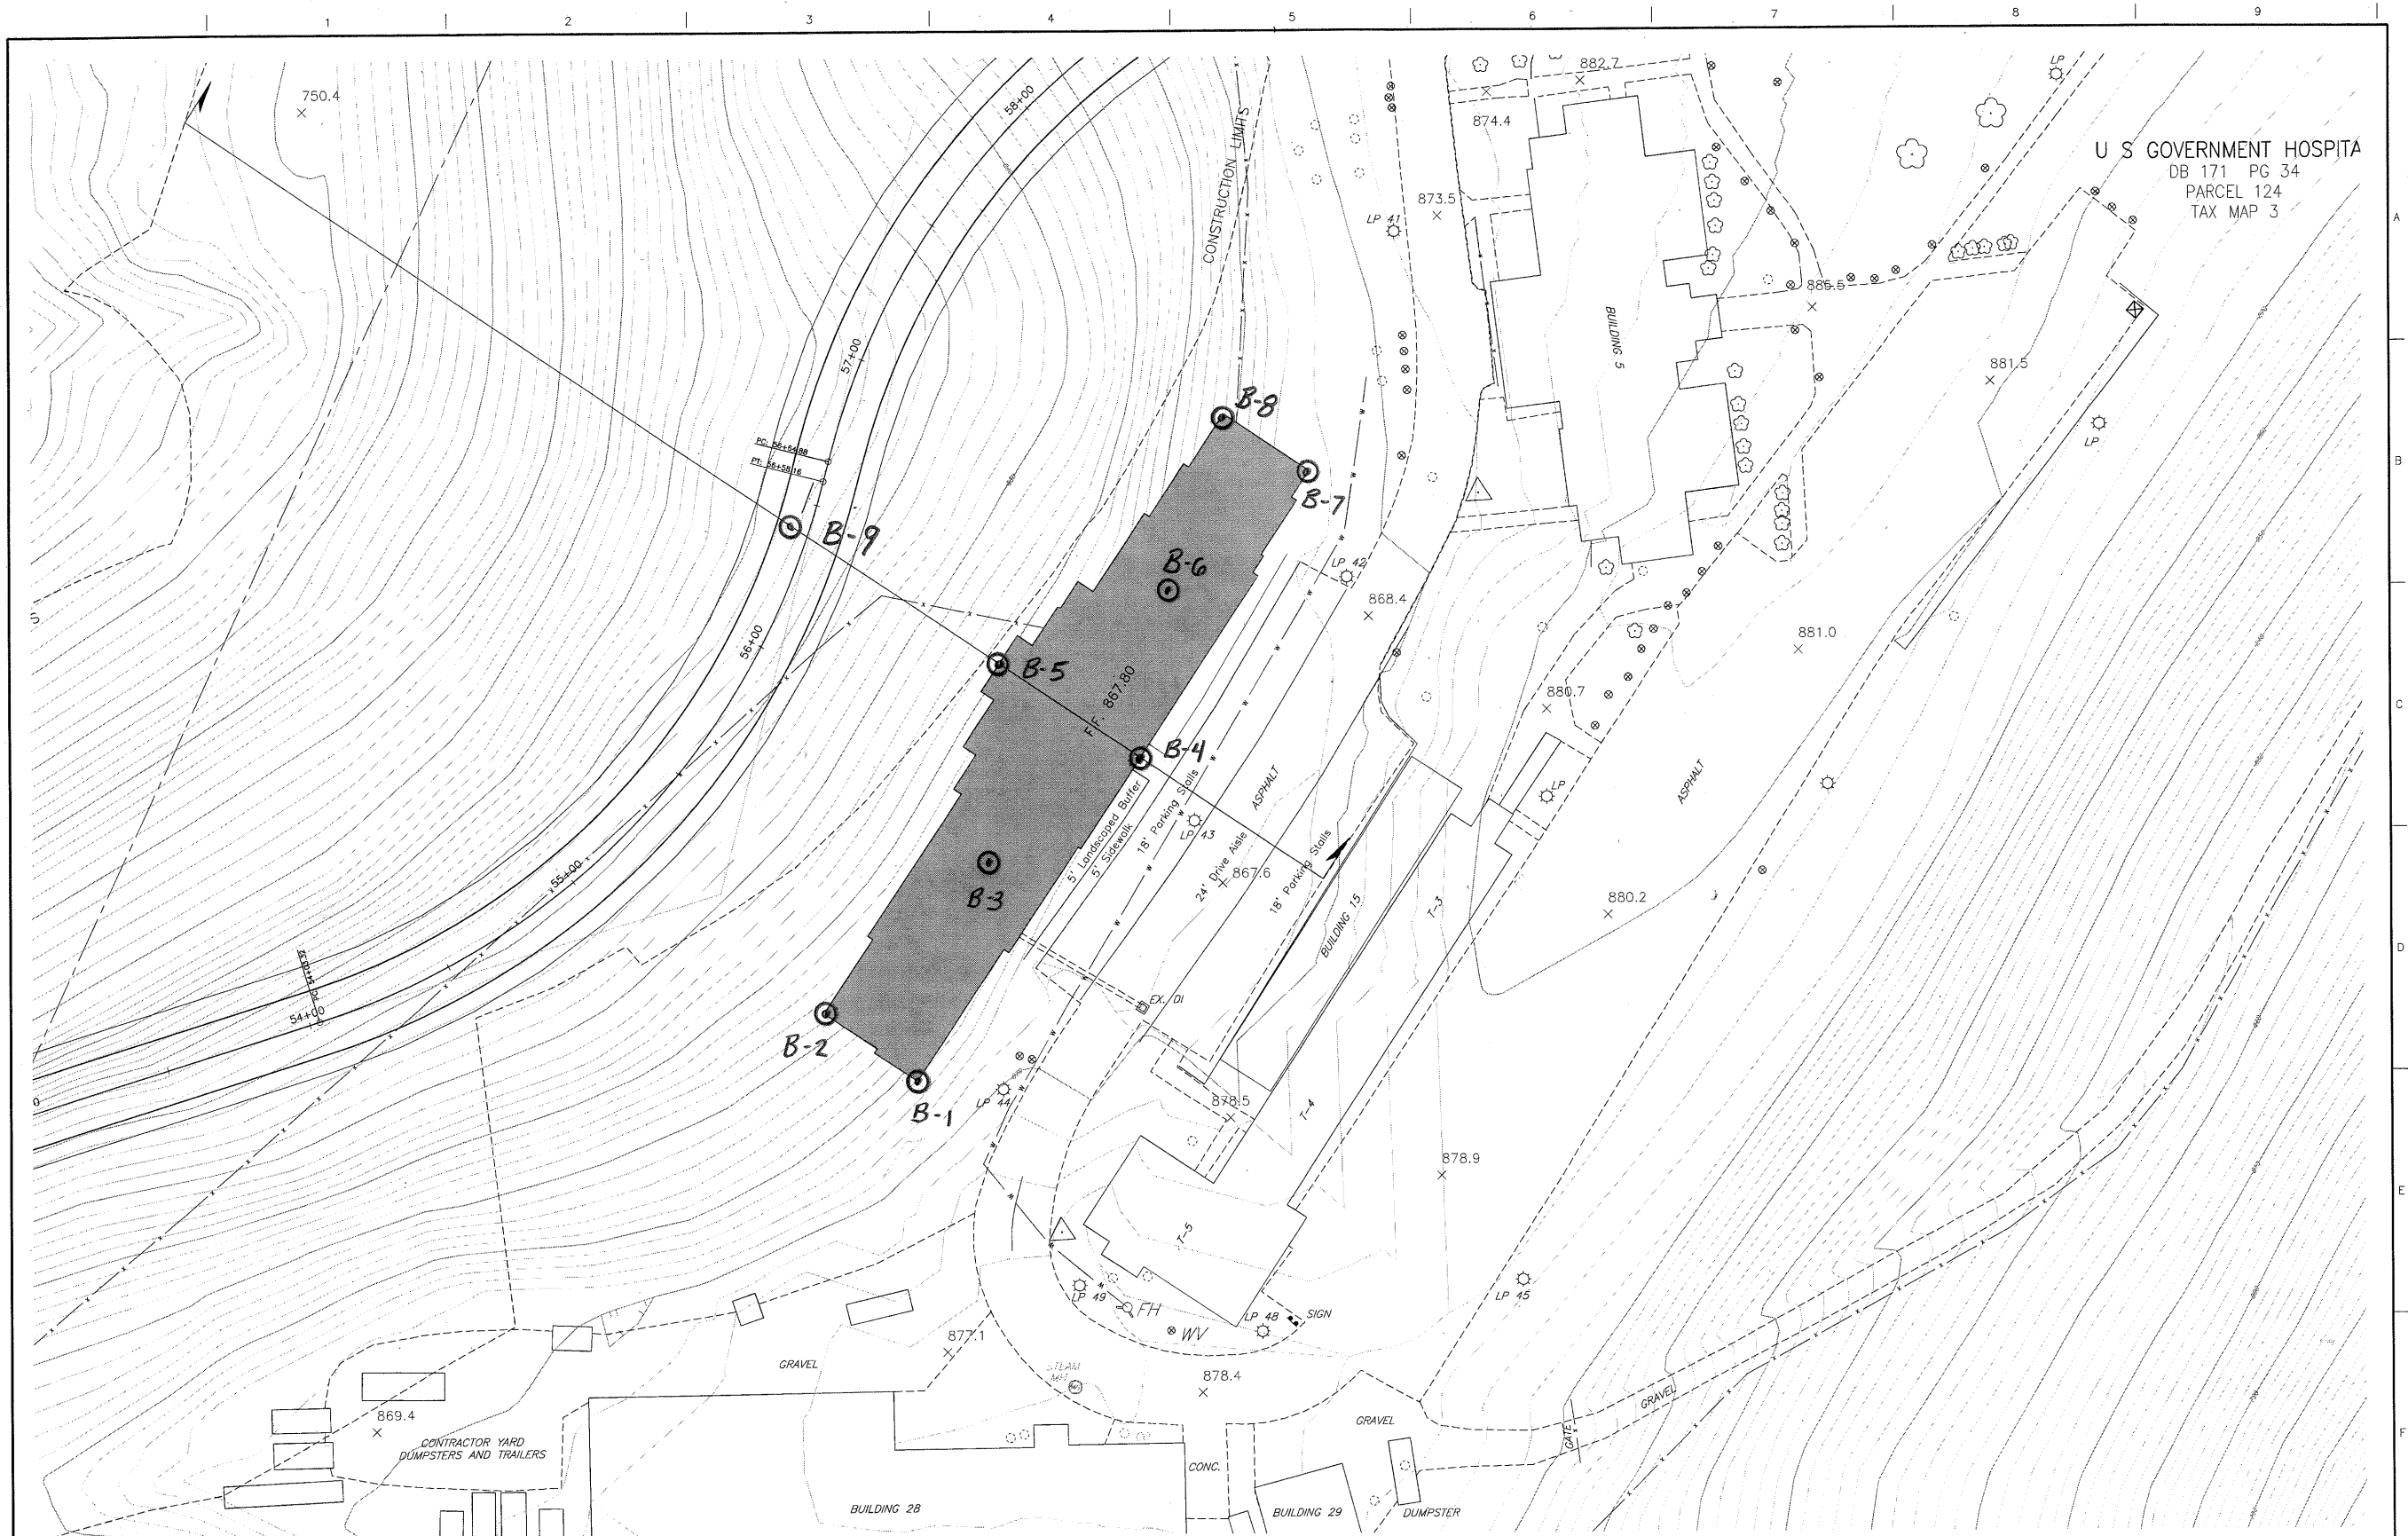 1 2 3 4 5 6 7 8 9
A
B
C
D
E
F
750.4
58+00
CONSTRUCTION LIMITS
882.7
874.4
LP
U S GOVERNMENT HOSPITA
DB 171 PG 34
PARCEL 124
TAX MAP 3
873.5
LP 41
885.5
BUILDING 5
57+00
881.5
LP
B-8
B-7
B-9
B-6
LP 42
868.4
56+00
881.0
B-5
F.F. 867.80
880.7
B-4
ASPHALT
ASPHALT
LP
5' Landscaped Buffer
5' Sidewalk
18' Parking Stalls
LP 43
24' Drive Aisle
867.6
18' Parking Stalls
BUILDING 15
T-3
55+00
B-3
880.2
54+00
EX. DI
B-2
B-1
LP 44
878.5
T-4
878.9
T-5
LP 49
FH
WV
LP 48
SIGN
LP 45
877.1
GRAVEL
STEAM
MH
878.4
869.4
CONTRACTOR YARD
DUMPSTERS AND TRAILERS
GRAVEL
GATE
GRAVEL
CONC.
BUILDING 28
BUILDING 29
DUMPSTER